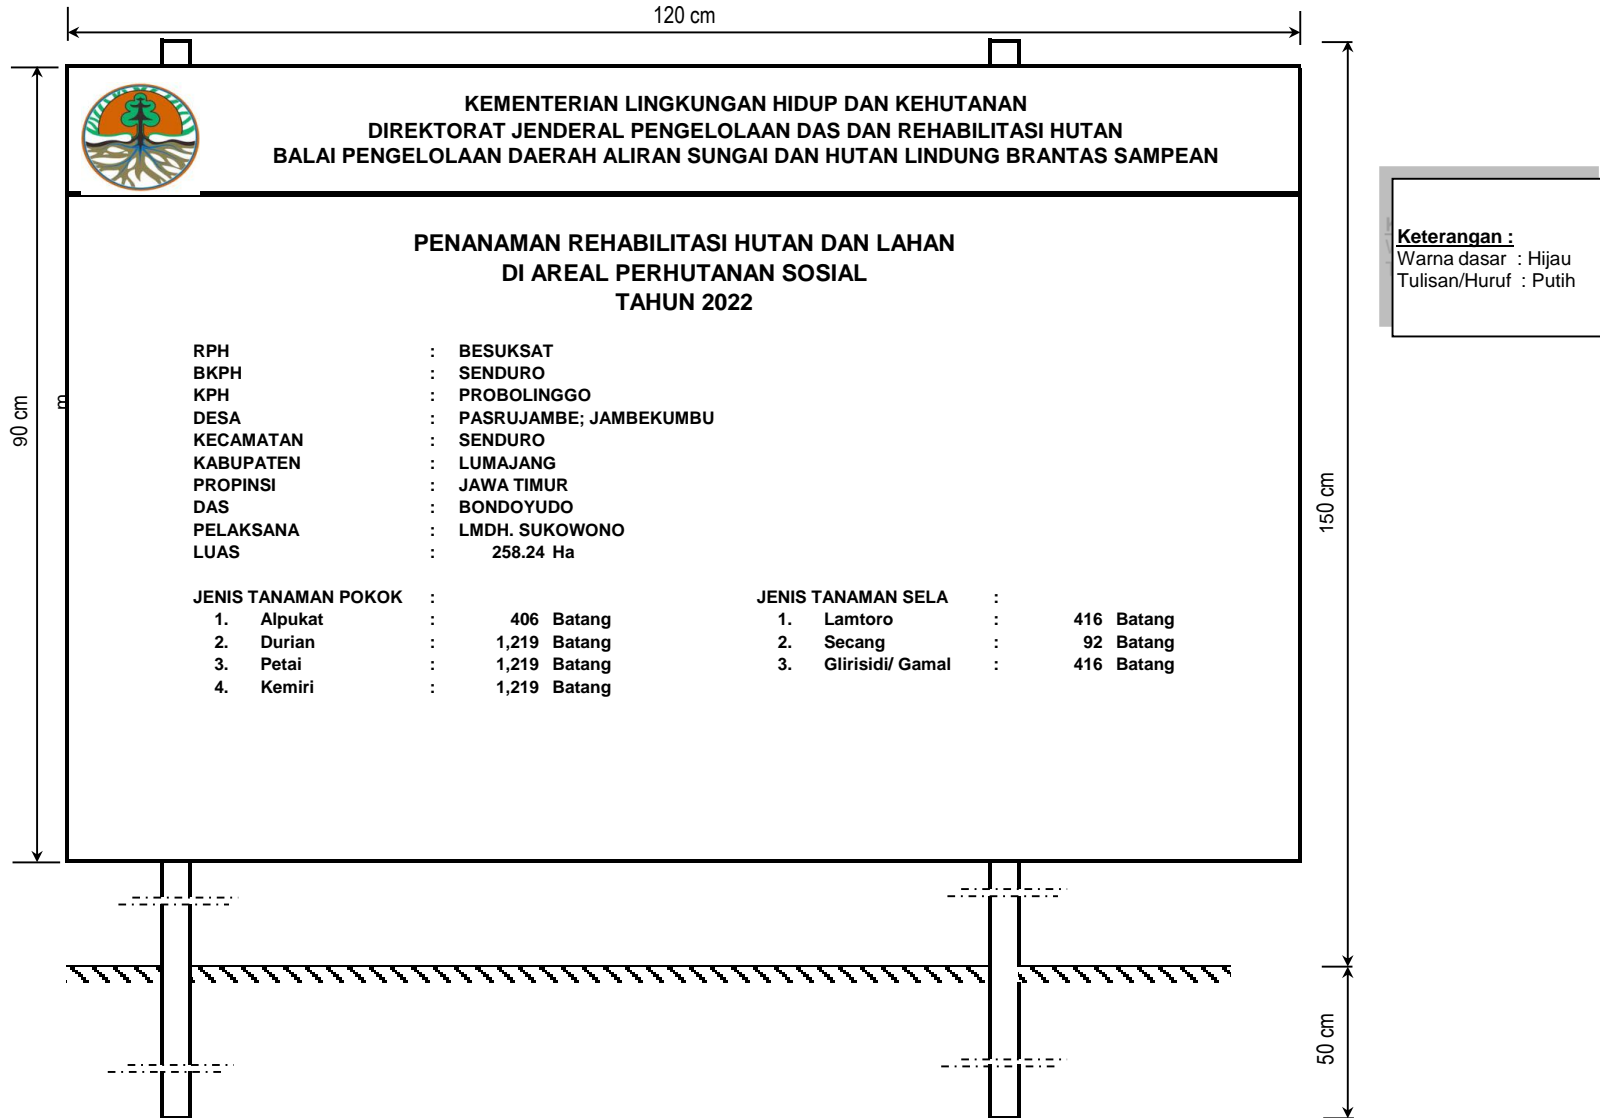 120 cm
KEMENTERIAN LINGKUNGAN HIDUP DAN KEHUTANAN
DIREKTORAT JENDERAL PENGELOLAAN DAS DAN REHABILITASI HUTAN
BALAI PENGELOLAAN DAERAH ALIRAN SUNGAI DAN HUTAN LINDUNG BRANTAS SAMPEAN
PENANAMAN REHABILITASI HUTAN DAN LAHAN
DI AREAL PERHUTANAN SOSIAL
TAHUN 2022
RPH : BESUKSAT
BKPH : SENDURO
KPH : PROBOLINGGO
DESA : PASRUJAMBE; JAMBEKUMBU
KECAMATAN : SENDURO
KABUPATEN : LUMAJANG
PROPINSI : JAWA TIMUR
DAS : BONDOYUDO
PELAKSANA : LMDH. SUKOWONO
LUAS : 258.24 Ha
JENIS TANAMAN POKOK :
1. Alpukat : 406 Batang
2. Durian : 1,219 Batang
3. Petai : 1,219 Batang
4. Kemiri : 1,219 Batang
JENIS TANAMAN SELA :
1. Lamtoro : 416 Batang
2. Secang : 92 Batang
3. Glirisidi/ Gamal : 416 Batang
90 cm
m
150 cm
50 cm
Keterangan :
Warna dasar : Hijau
Tulisan/Huruf : Putih